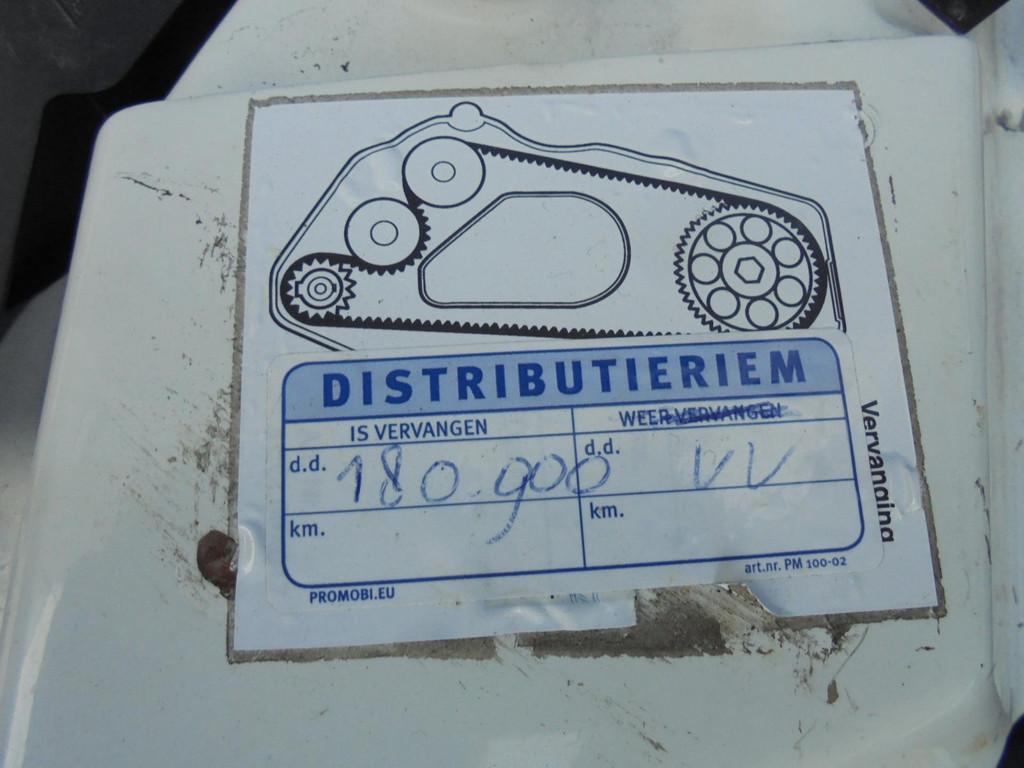 DISTRIBUTIERIEM
IS VERVANGEN
WEER VERVANGEN
d.d. 180.900
d.d. VV
km.
km.
PROMOBI.EU
art.nr. PM 100-02
Vervanging